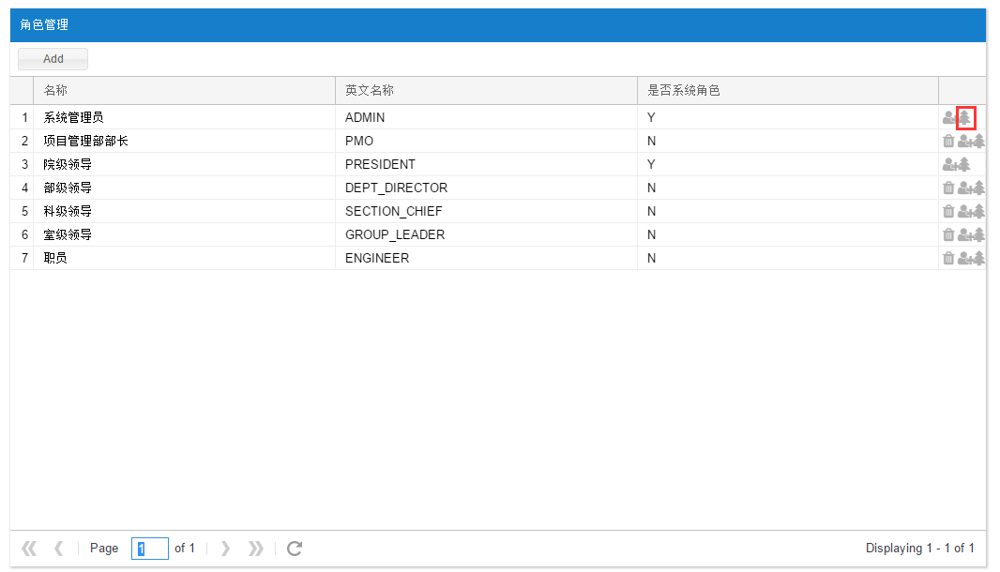 角色管理
Add
名称 英文名称 是否系统角色
1 系统管理员 ADMIN Y
2 项目管理部部长 PMO N
3 院级领导 PRESIDENT Y
4 部级领导 DEPT_DIRECTOR N
5 科级领导 SECTION_CHIEF N
6 室级领导 GROUP_LEADER N
7 职员 ENGINEER N
Page 1 of 1 Displaying 1 - 1 of 1